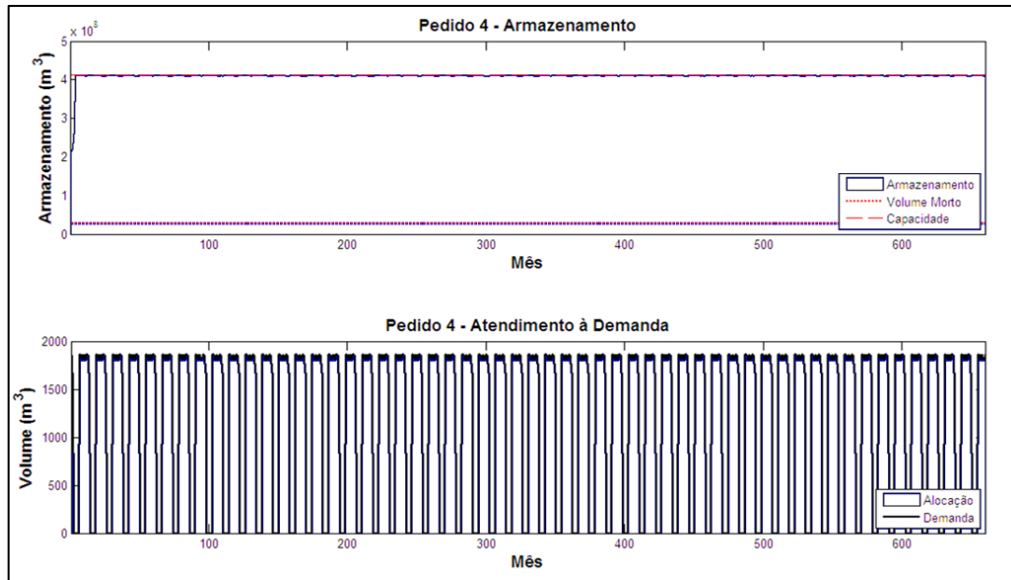 Pedido 4 - Armazenamento
x 10⁸
Armazenamento (m³)
5
4
3
2
1
0
100 200 300 400 500 600
Armazenamento
Volume Morto
Capacidade
Mês
Pedido 4 - Atendimento à Demanda
Volume (m³)
2000
1500
1000
500
0
100 200 300 400 500 600
Alocação
Demanda
Mês